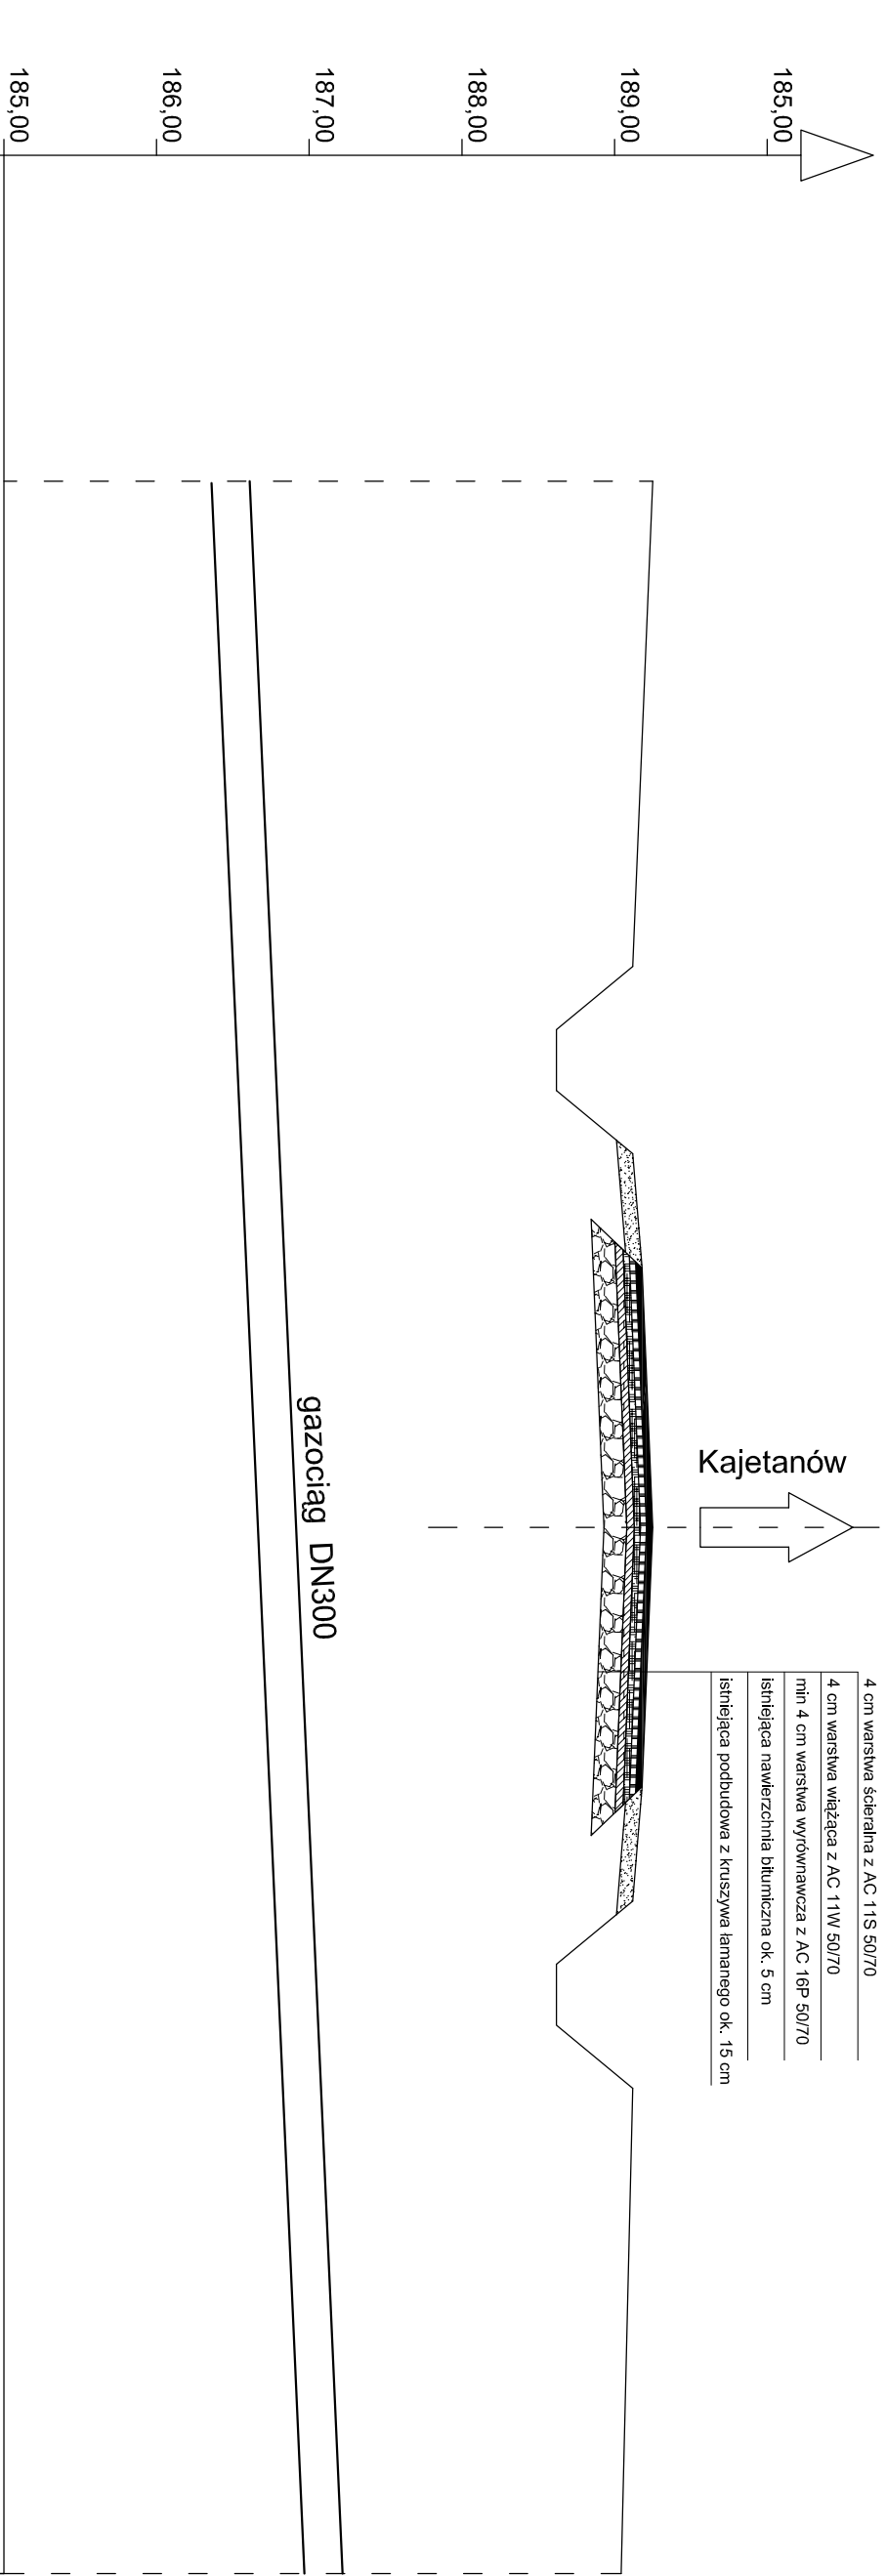 4 cm warstwa ścieralna z AC 11S 50/70
4 cm warstwa wiążąca z AC 11W 50/70
min 4 cm warstwa wyrównawcza z AC 16P 50/70
istniejąca nawierzchnia bitumiczna ok. 5 cm
istniejąca podbudowa z kruszywa łamanego ok. 15 cm
Kajetanów
185,00
189,00
188,00
187,00
186,00
185,00
gazociąg DN300